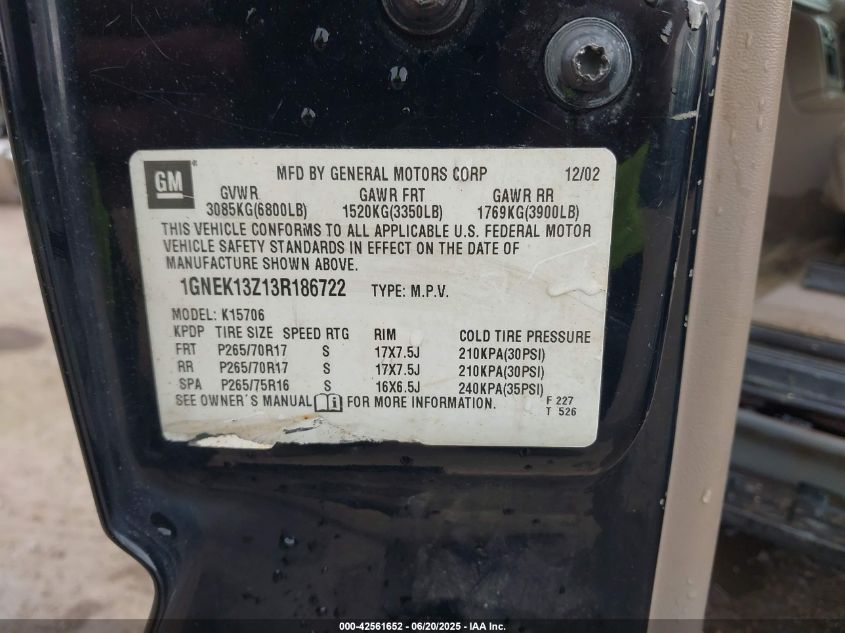 GM
MFD BY GENERAL MOTORS CORP 12/02
GVWR GAWR FRT GAWR RR
3085KG(6800LB) 1520KG(3350LB) 1769KG(3900LB)
THIS VEHICLE CONFORMS TO ALL APPLICABLE U.S. FEDERAL MOTOR
VEHICLE SAFETY STANDARDS IN EFFECT ON THE DATE OF
MANUFACTURE SHOWN ABOVE.
1GNEK13Z13R186722 TYPE: M.P.V.
MODEL: K15706
KPDP TIRE SIZE SPEED RTG RIM COLD TIRE PRESSURE
FRT P265/70R17 S 17X7.5J 210KPA(30PSI)
RR P265/70R17 S 17X7.5J 210KPA(30PSI)
SPA P265/75R16 S 16X6.5J 240KPA(35PSI)
SEE OWNER'S MANUAL i FOR MORE INFORMATION. F 227
T 526
000-42561652 - 06/20/2025 - IAA Inc.